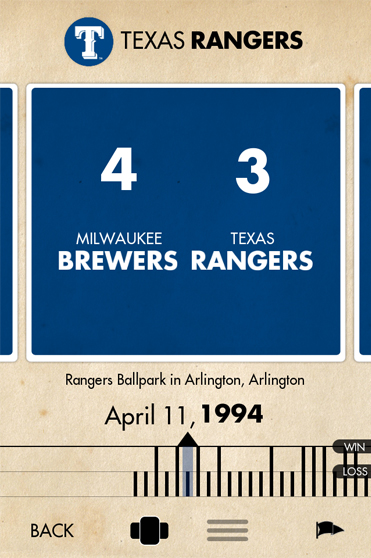 T
TEXAS RANGERS
4 3
MILWAUKEE TEXAS
BREWERS RANGERS
Rangers Ballpark in Arlington, Arlington
April 11, 1994
WIN
LOSS
BACK